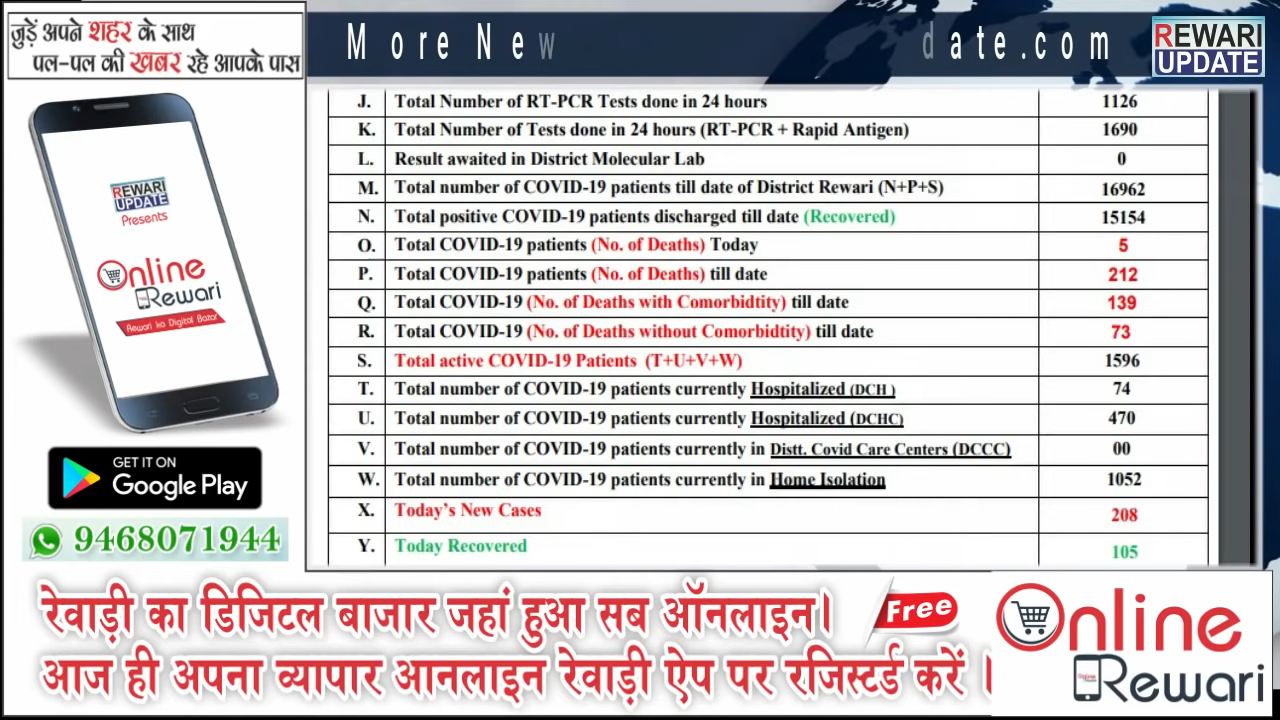 जुड़ें अपने शहर के साथ
पल-पल की खबर रहे आपके पास
More New date.com
REWARI
UPDATE
J. Total Number of RT-PCR Tests done in 24 hours 1126
K. Total Number of Tests done in 24 hours (RT-PCR + Rapid Antigen) 1690
L. Result awaited in District Molecular Lab 0
M. Total number of COVID-19 patients till date of District Rewari (N+P+S) 16962
N. Total positive COVID-19 patients discharged till date (Recovered) 15154
O. Total COVID-19 patients (No. of Deaths) Today 5
P. Total COVID-19 patients (No. of Deaths) till date 212
Q. Total COVID-19 (No. of Deaths with Comorbidtity) till date 139
R. Total COVID-19 (No. of Deaths without Comorbidtity) till date 73
S. Total active COVID-19 Patients (T+U+V+W) 1596
T. Total number of COVID-19 patients currently Hospitalized (DCH ) 74
U. Total number of COVID-19 patients currently Hospitalized (DCHC) 470
V. Total number of COVID-19 patients currently in Distt. Covid Care Centers (DCCC) 00
W. Total number of COVID-19 patients currently in Home Isolation 1052
X. Today's New Cases 208
Y. Today Recovered 105
REWARI
UPDATE
Presents
Online
Rewari
Rewari ka Digital Bazar
GET IT ON
Google Play
9468071944
रेवाड़ी का डिजिटल बाजार जहां हुआ सब ऑनलाइन।
Free
आज ही अपना व्यापार आनलाइन रेवाड़ी ऐप पर रजिस्टर्ड करें ।
Online
Rewari